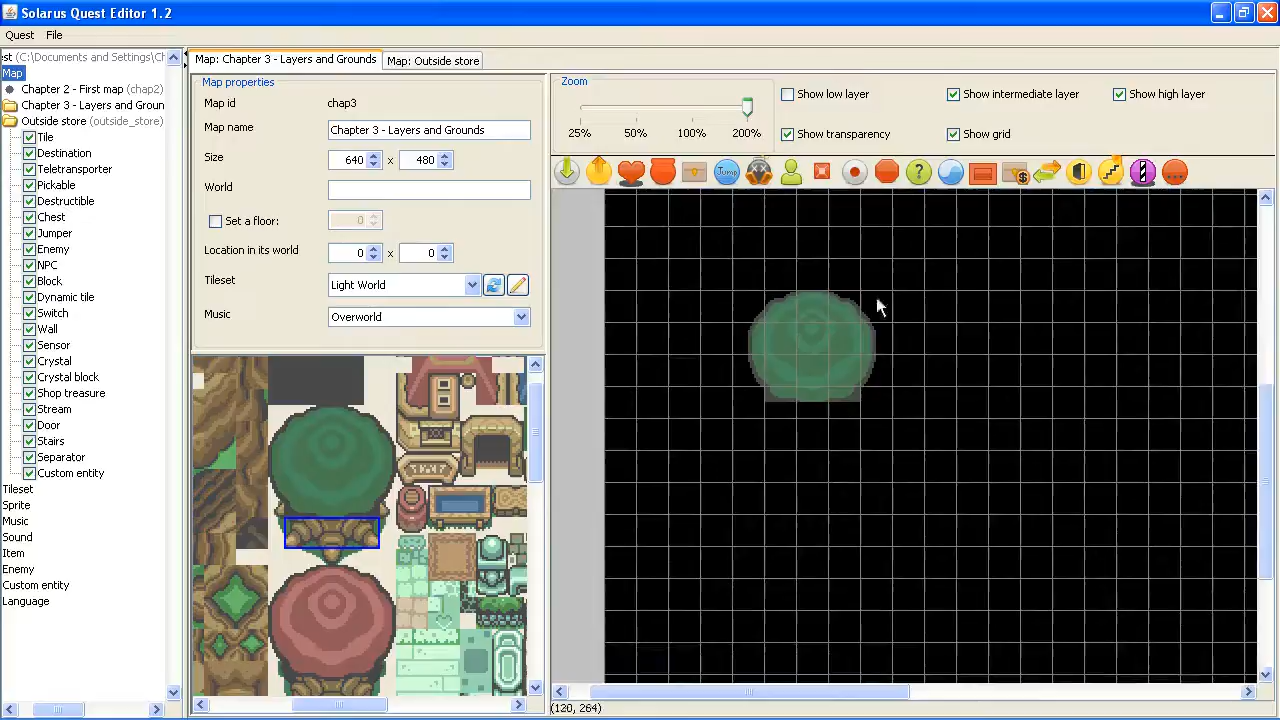 Solarus Quest Editor 1.2
Quest File
est (C:\Documents and Settings\Ch
Map
Chapter 2 - First map (chap2)
Chapter 3 - Layers and Groun
Outside store (outside_store)
Tile
Destination
Teletransporter
Pickable
Destructible
Chest
Jumper
Enemy
NPC
Block
Dynamic tile
Switch
Wall
Sensor
Crystal
Crystal block
Shop treasure
Stream
Door
Stairs
Separator
Custom entity
Tileset
Sprite
Music
Sound
Item
Enemy
Custom entity
Language
Map: Chapter 3 - Layers and Grounds
Map: Outside store
Map properties
Map id chap3
Map name Chapter 3 - Layers and Grounds
Size 640 x 480
World
Set a floor: 0
Location in its world 0 x 0
Tileset Light World
Music Overworld
Zoom
25% 50% 100% 200%
Show low layer
Show intermediate layer
Show high layer
Show transparency
Show grid
Jump
?
$
(120, 264)